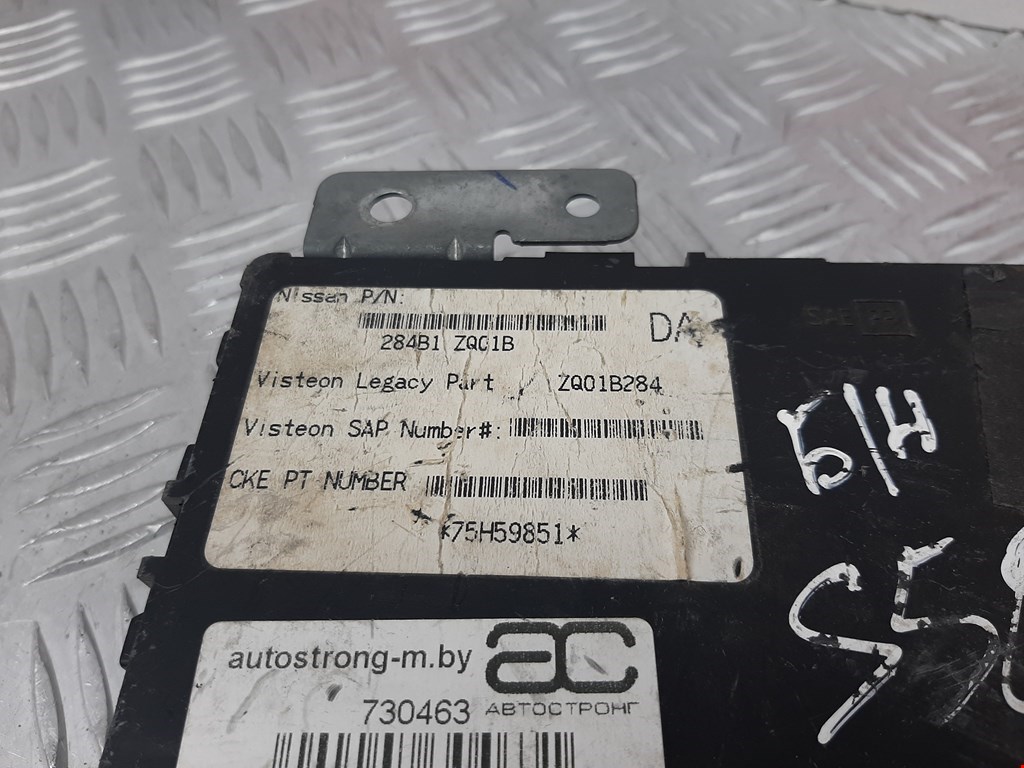 Nissan P/N:
284B1 ZQ01B
DA
Visteon Legacy Part / ZQ01B284
Visteon SAP Number#:
CKE PT NUMBER
*75H59851*
Б/Н
autostrong-m.by
ac
730463 АВТОСТРОНГ